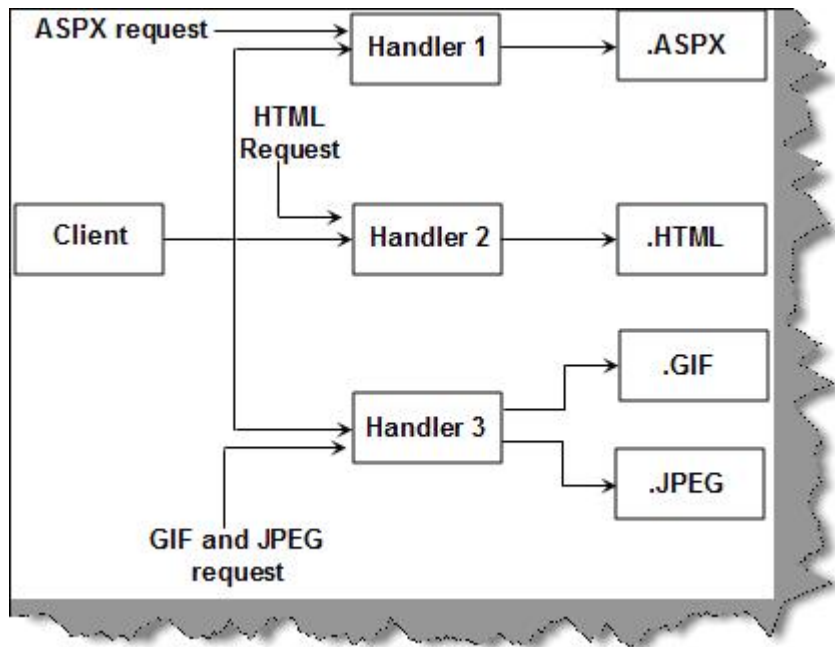 ASPX request
Handler 1
.ASPX
HTML
Request
Client
Handler 2
.HTML
.GIF
Handler 3
.JPEG
GIF and JPEG
request